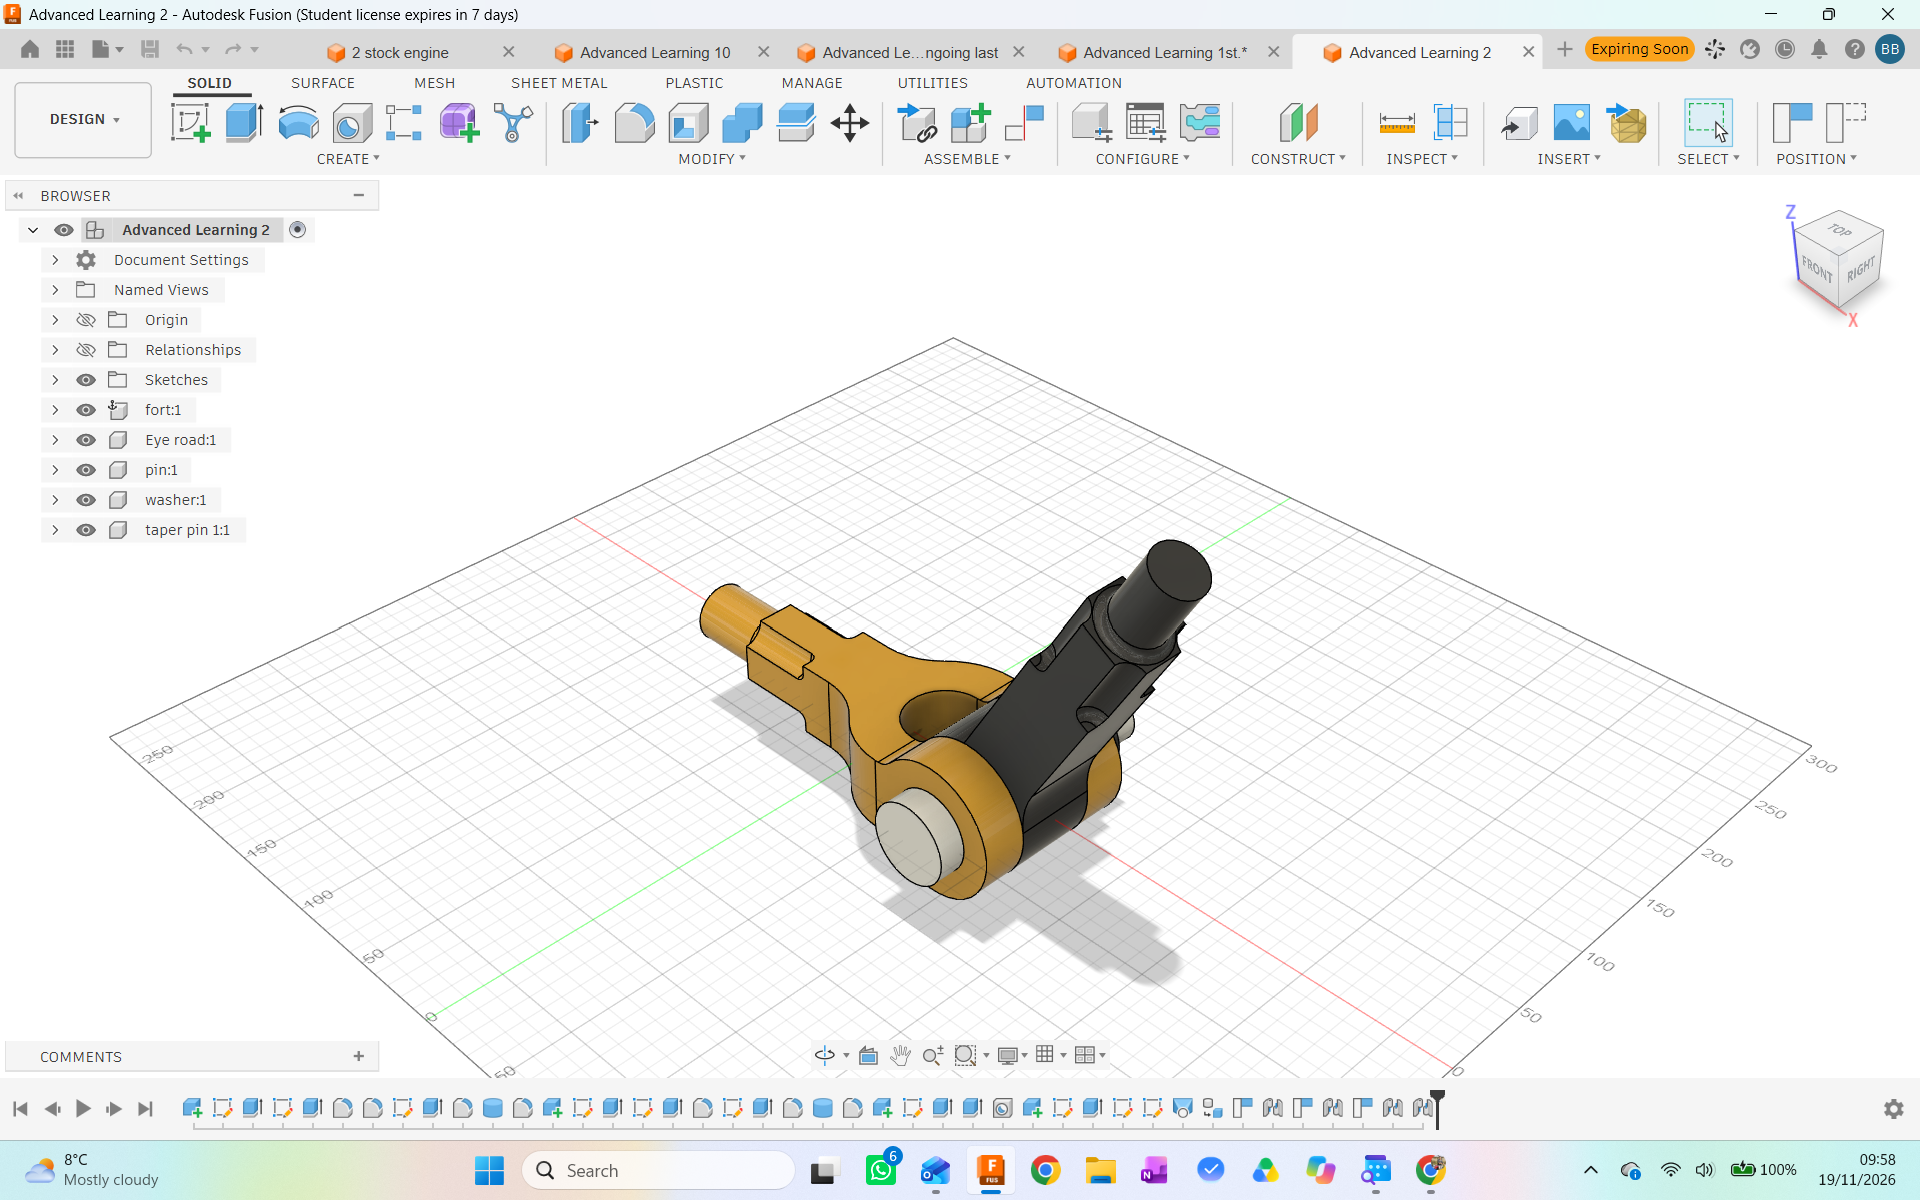 Advanced Learning 2 - Autodesk Fusion (Student license expires in 7 days)
2 stock engine
Advanced Learning 10
Advanced Le...ngoing last
Advanced Learning 1st.*
Advanced Learning 2
Expiring Soon
BB
DESIGN
SOLID
SURFACE
MESH
SHEET METAL
PLASTIC
MANAGE
UTILITIES
AUTOMATION
CREATE
MODIFY
ASSEMBLE
CONFIGURE
CONSTRUCT
INSPECT
INSERT
SELECT
POSITION
BROWSER
Advanced Learning 2
Document Settings
Named Views
Origin
Relationships
Sketches
fort:1
Eye road:1
pin:1
washer:1
taper pin 1:1
Z
TOP
FRONT
RIGHT
X
250
200
150
100
50
0
50
300
250
200
150
100
50
0
COMMENTS
8°C
Mostly cloudy
Search
6
FUS
100%
09:58
19/11/2026